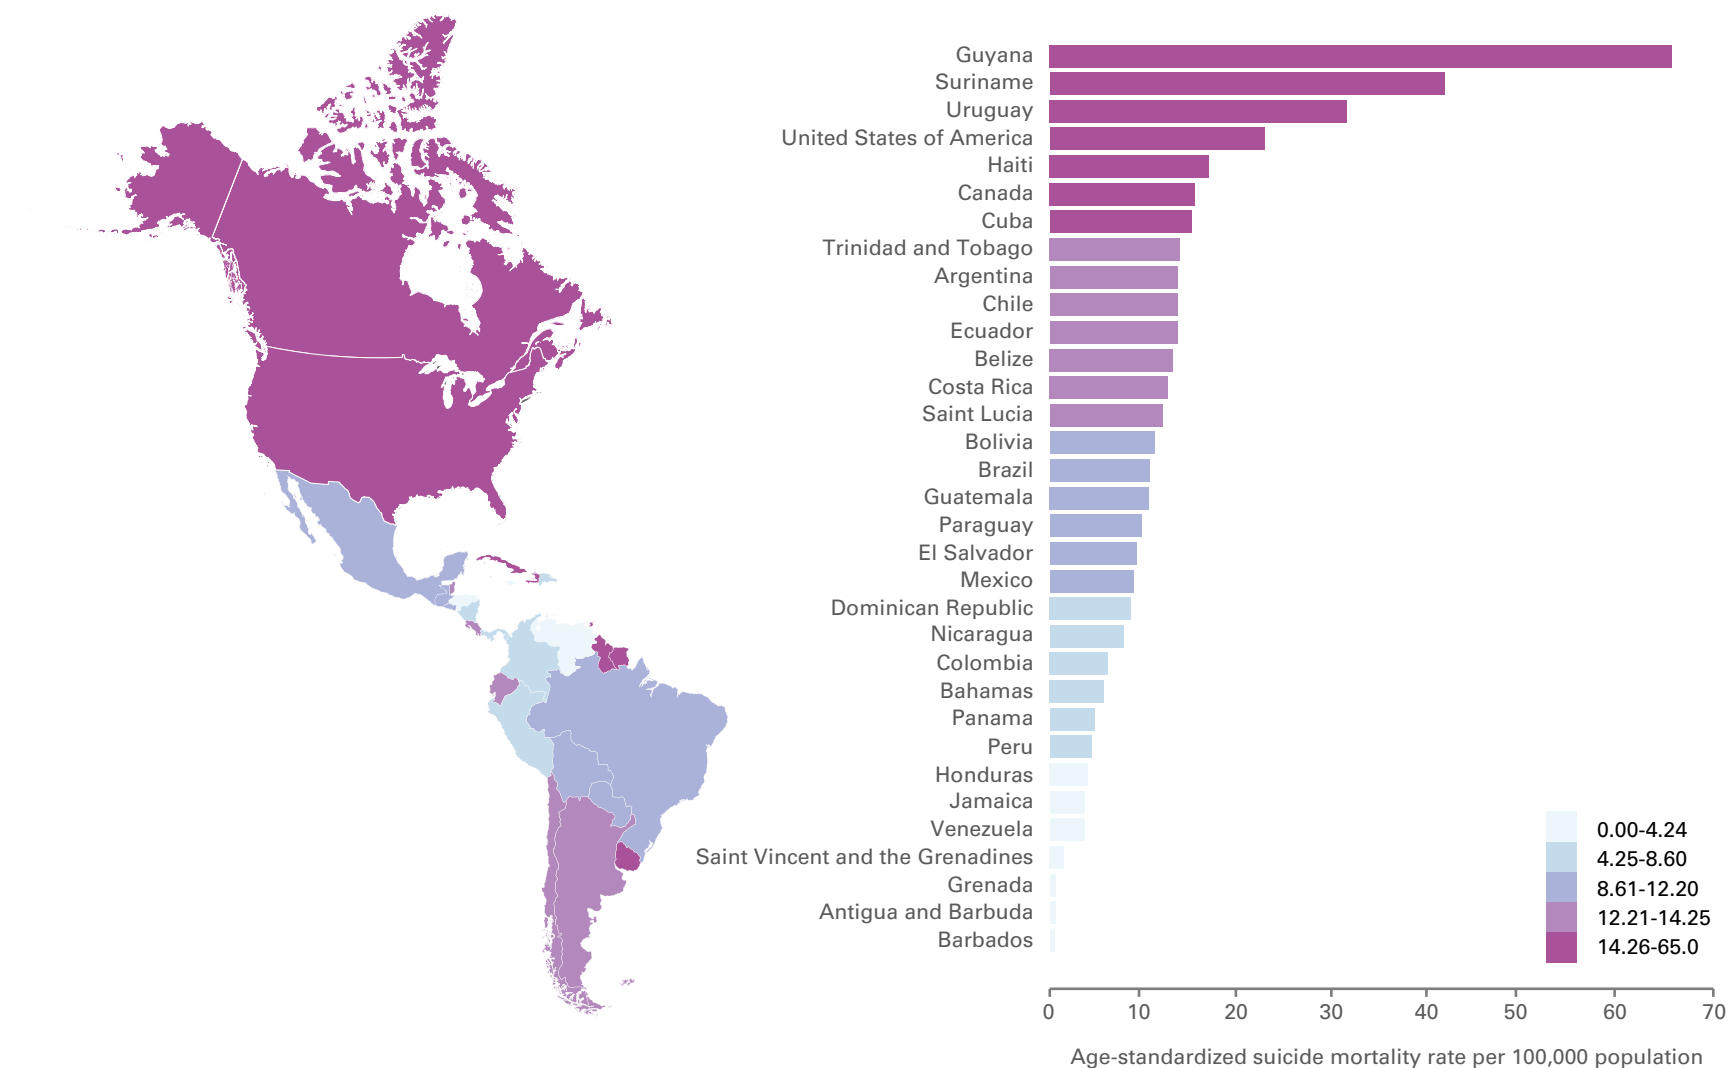 Guyana
Suriname
Uruguay
United States of America
Haiti
Canada
Cuba
Trinidad and Tobago
Argentina
Chile
Ecuador
Belize
Costa Rica
Saint Lucia
Bolivia
Brazil
Guatemala
Paraguay
El Salvador
Mexico
Dominican Republic
Nicaragua
Colombia
Bahamas
Panama
Peru
Honduras
Jamaica
Venezuela
Saint Vincent and the Grenadines
Grenada
Antigua and Barbuda
Barbados
0.00-4.24
4.25-8.60
8.61-12.20
12.21-14.25
14.26-65.0
0 10 20 30 40 50 60 70
Age-standardized suicide mortality rate per 100,000 population